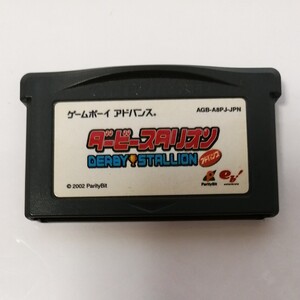 ゲームボーイ アドバンス®
AGB-A8PJ-JPN
ダービースタリオン
DERBY STALLION
アドバンス
© 2002 ParityBit
ParityBit